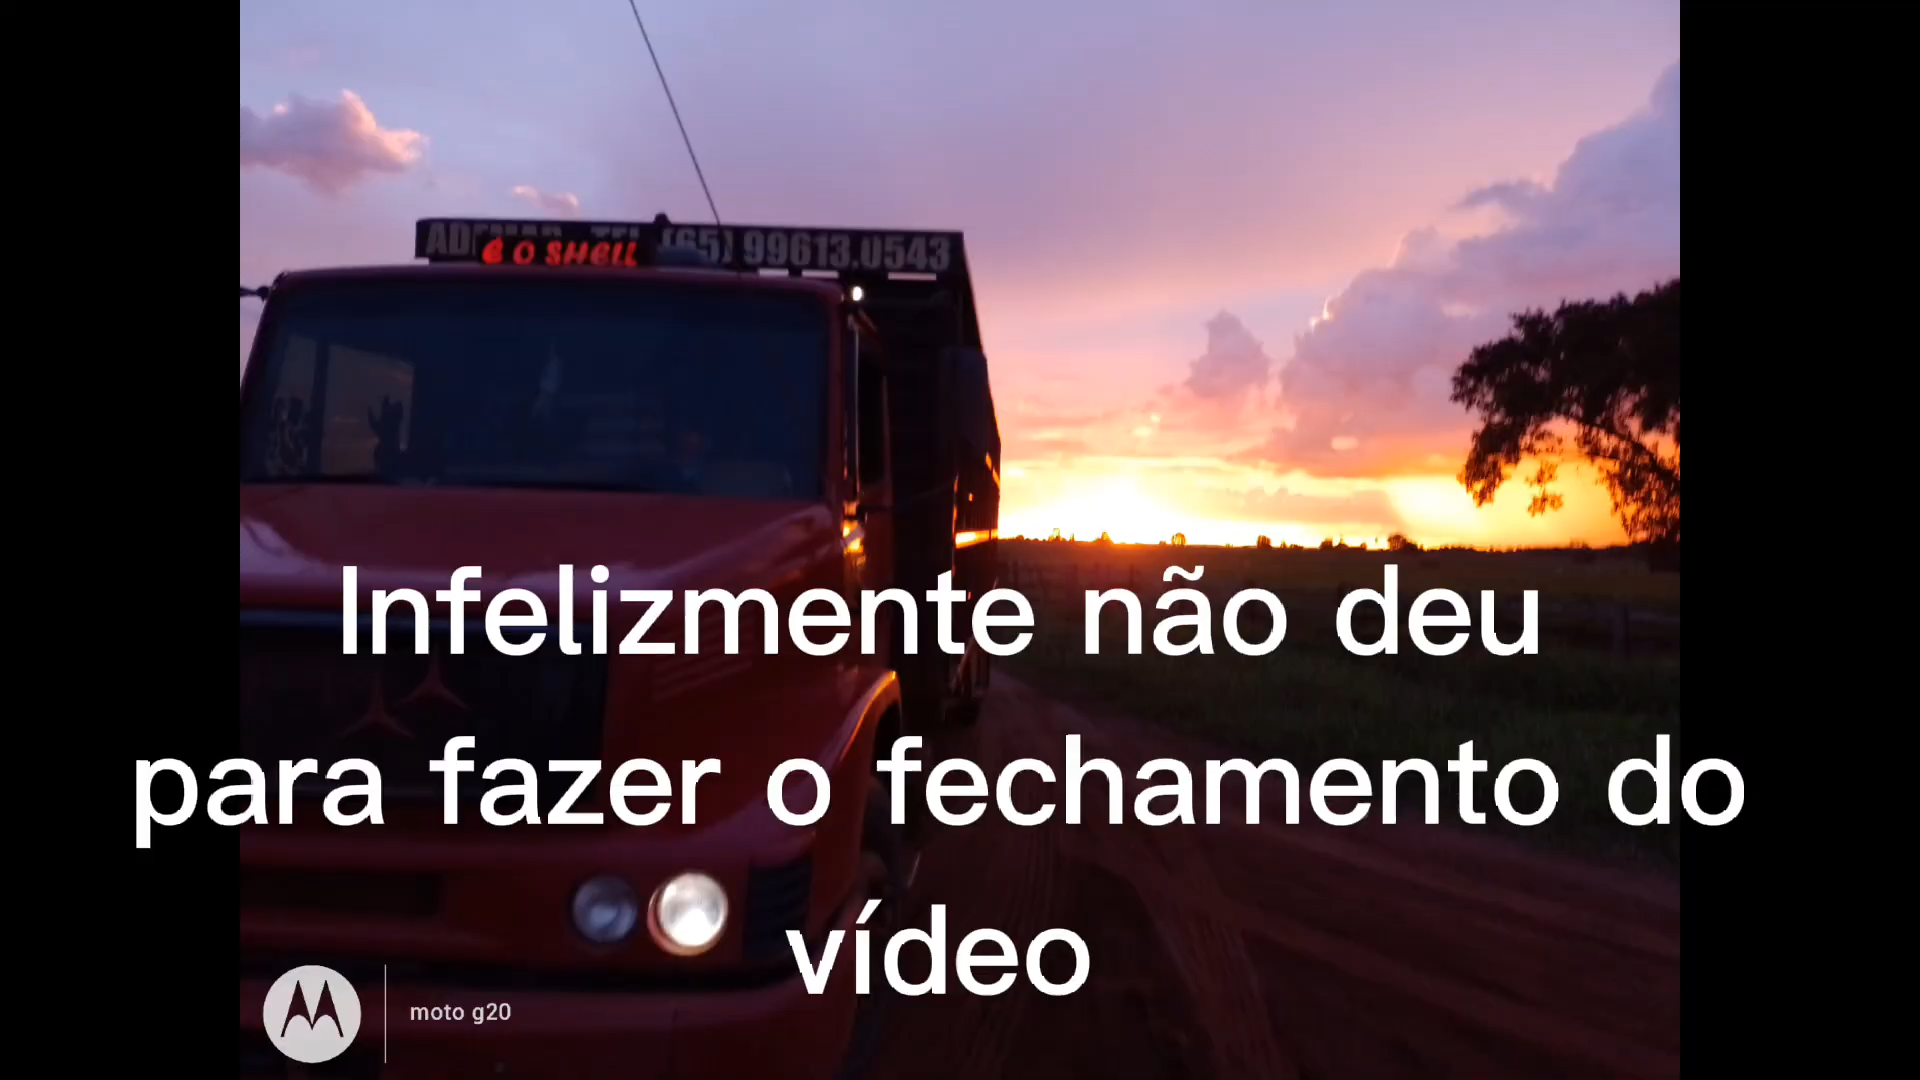 (65) 99613.0543
É O SHELL
Infelizmente não deu
para fazer o fechamento do
vídeo
moto g20